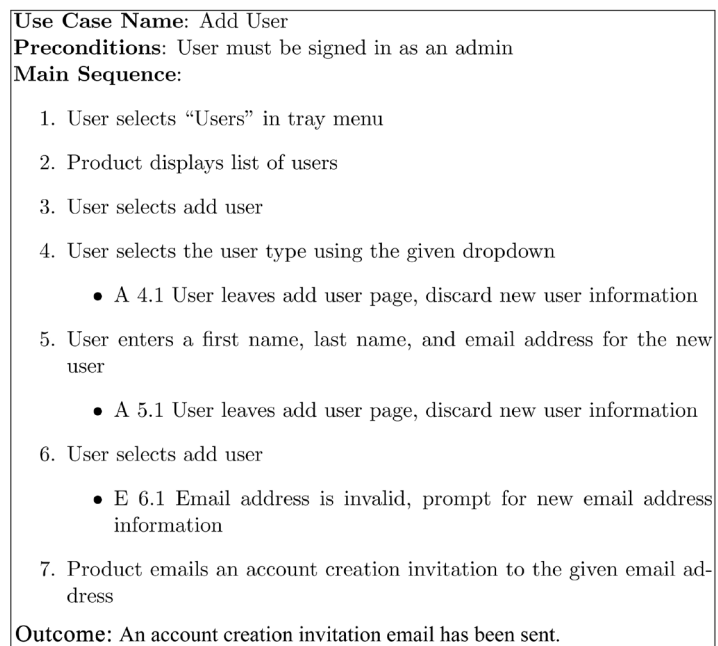 Use Case Name: Add User
Preconditions: User must be signed in as an admin
Main Sequence:
1. User selects “Users” in tray menu
2. Product displays list of users
3. User selects add user
4. User selects the user type using the given dropdown
• A 4.1 User leaves add user page, discard new user information
5. User enters a first name, last name, and email address for the new
user
• A 5.1 User leaves add user page, discard new user information
6. User selects add user
• E 6.1 Email address is invalid, prompt for new email address
information
7. Product emails an account creation invitation to the given email ad-
dress
Outcome: An account creation invitation email has been sent.